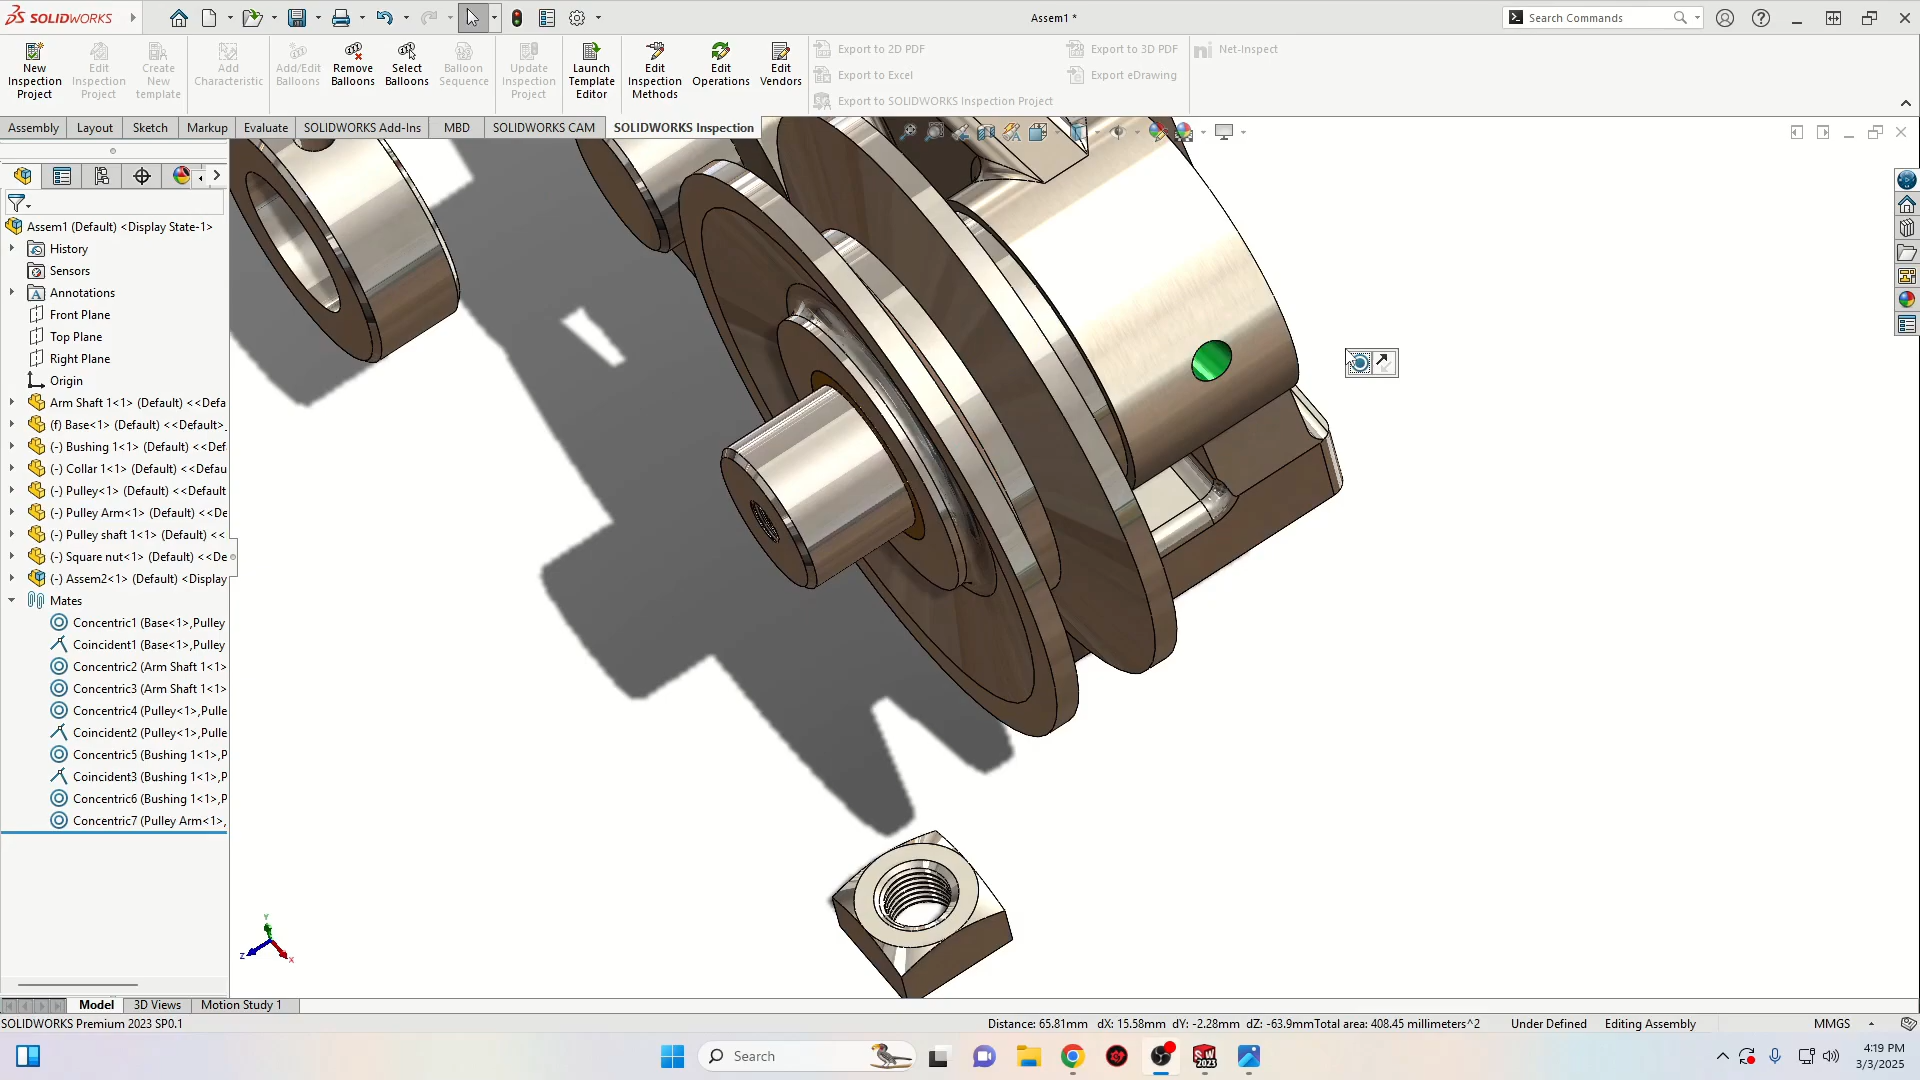 SOLIDWORKS
Assem1 *
Search Commands
New Inspection Project
Edit Inspection Project
Create New template
Add Characteristic
Add/Edit Balloons
Remove Balloons
Select Balloons
Balloon Sequence
Update Inspection Project
Launch Template Editor
Edit Inspection Methods
Edit Operations
Edit Vendors
Export to 2D PDF
Export to Excel
Export to SOLIDWORKS Inspection Project
Export to 3D PDF
Export eDrawing
Net-Inspect
Assembly
Layout
Sketch
Markup
Evaluate
SOLIDWORKS Add-Ins
MBD
SOLIDWORKS CAM
SOLIDWORKS Inspection
Assem1 (Default) <Display State-1>
History
Sensors
Annotations
Front Plane
Top Plane
Right Plane
Origin
Arm Shaft 1<1> (Default) <<Defa
(f) Base<1> (Default) <<Default>_
(-) Bushing 1<1> (Default) <<Def
(-) Collar 1<1> (Default) <<Defau
(-) Pulley<1> (Default) <<Default
(-) Pulley Arm<1> (Default) <<De
(-) Pulley shaft 1<1> (Default) <<
(-) Square nut<1> (Default) <<De
(-) Assem2<1> (Default) <Display
Mates
Concentric1 (Base<1>,Pulley
Coincident1 (Base<1>,Pulley
Concentric2 (Arm Shaft 1<1>
Concentric3 (Arm Shaft 1<1>
Concentric4 (Pulley<1>,Pulle
Coincident2 (Pulley<1>,Pulle
Concentric5 (Bushing 1<1>,P
Coincident3 (Bushing 1<1>,P
Concentric6 (Bushing 1<1>,P
Concentric7 (Pulley Arm<1>,
Y
Z
X
Model
3D Views
Motion Study 1
SOLIDWORKS Premium 2023 SP0.1
Distance: 65.81mm dX: 15.58mm dY: -2.28mm dZ: -63.9mmTotal area: 408.45 millimeters^2
Under Defined
Editing Assembly
MMGS
Search
SW
2023
4:19 PM
3/3/2025